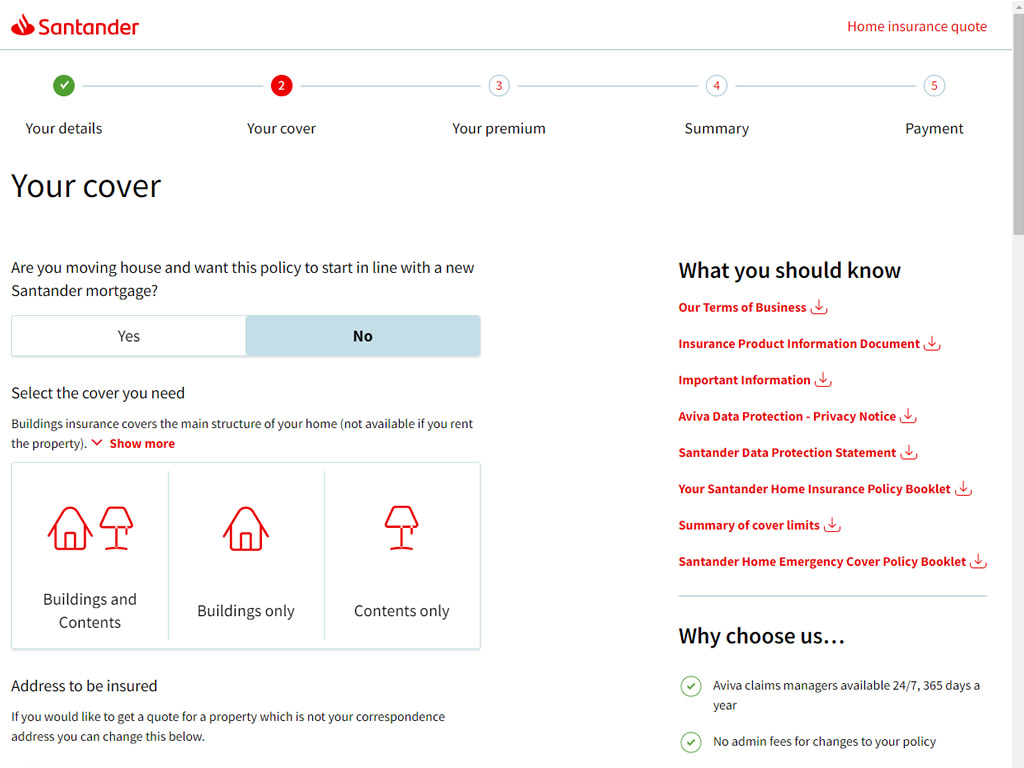 Santander
Home insurance quote
2
3
4
5
Your details
Your cover
Your premium
Summary
Payment
Your cover
Are you moving house and want this policy to start in line with a new
Santander mortgage?
Yes
No
Select the cover you need
Buildings insurance covers the main structure of your home (not available if you rent
the property). Show more
Buildings and
Contents
Buildings only
Contents only
Address to be insured
If you would like to get a quote for a property which is not your correspondence
address you can change this below.
What you should know
Our Terms of Business
Insurance Product Information Document
Important Information
Aviva Data Protection - Privacy Notice
Santander Data Protection Statement
Your Santander Home Insurance Policy Booklet
Summary of cover limits
Santander Home Emergency Cover Policy Booklet
Why choose us...
Aviva claims managers available 24/7, 365 days a
year
No admin fees for changes to your policy